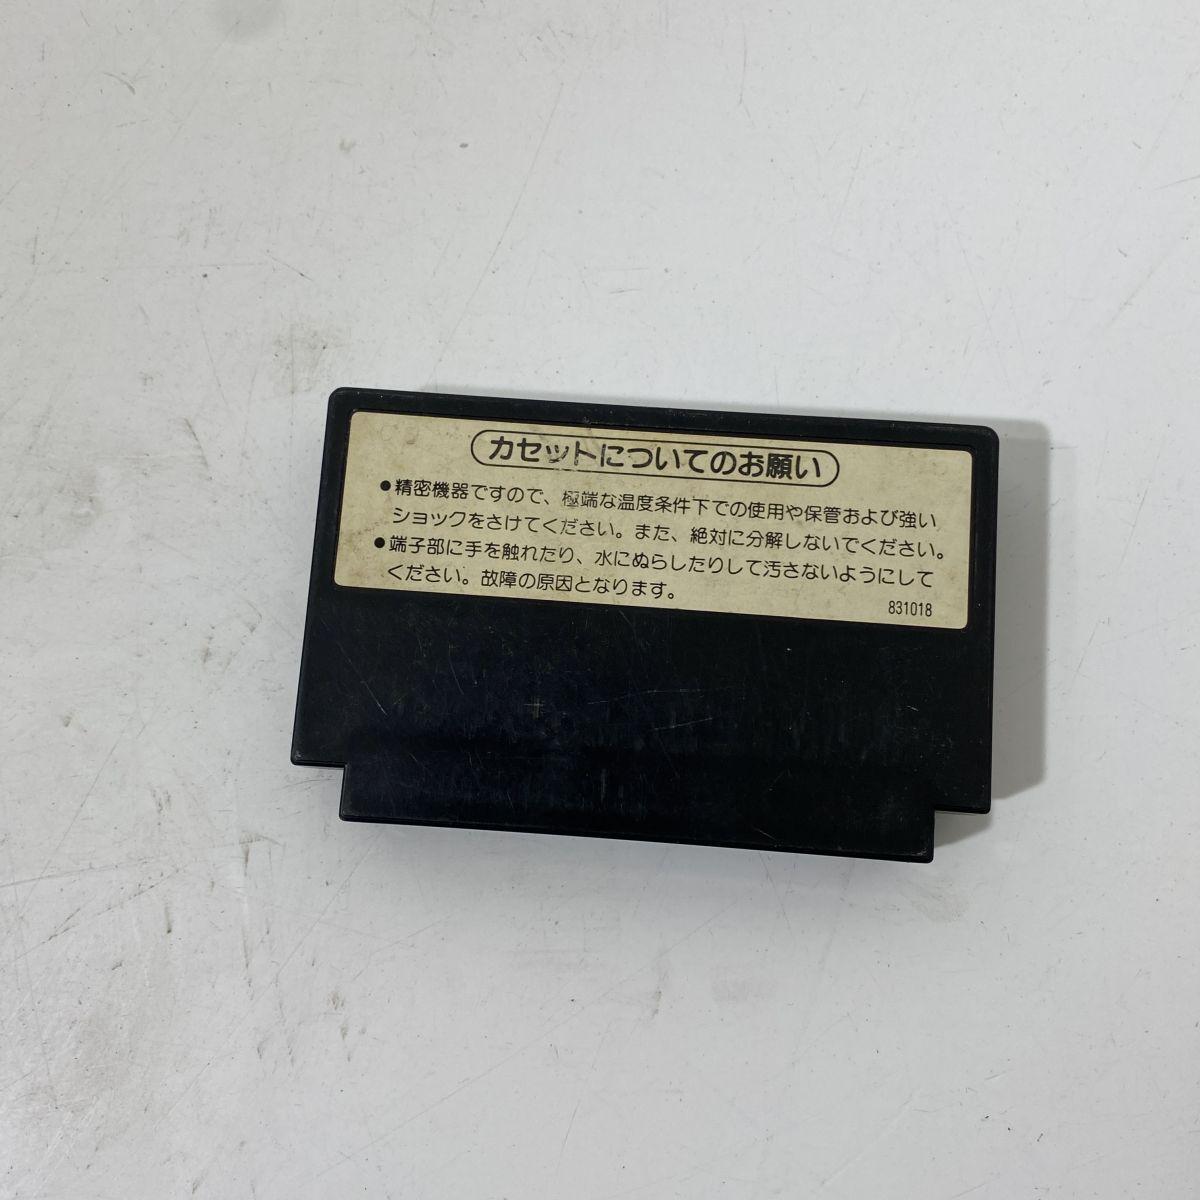 カセットについてのお願い
●精密機器ですので、極端な温度条件下での使用や保管および強い
ショックをさけてください。また、絶対に分解しないでください。
●端子部に手を触れたり、水にぬらしたりして汚さないようにして
ください。故障の原因となります。
831018